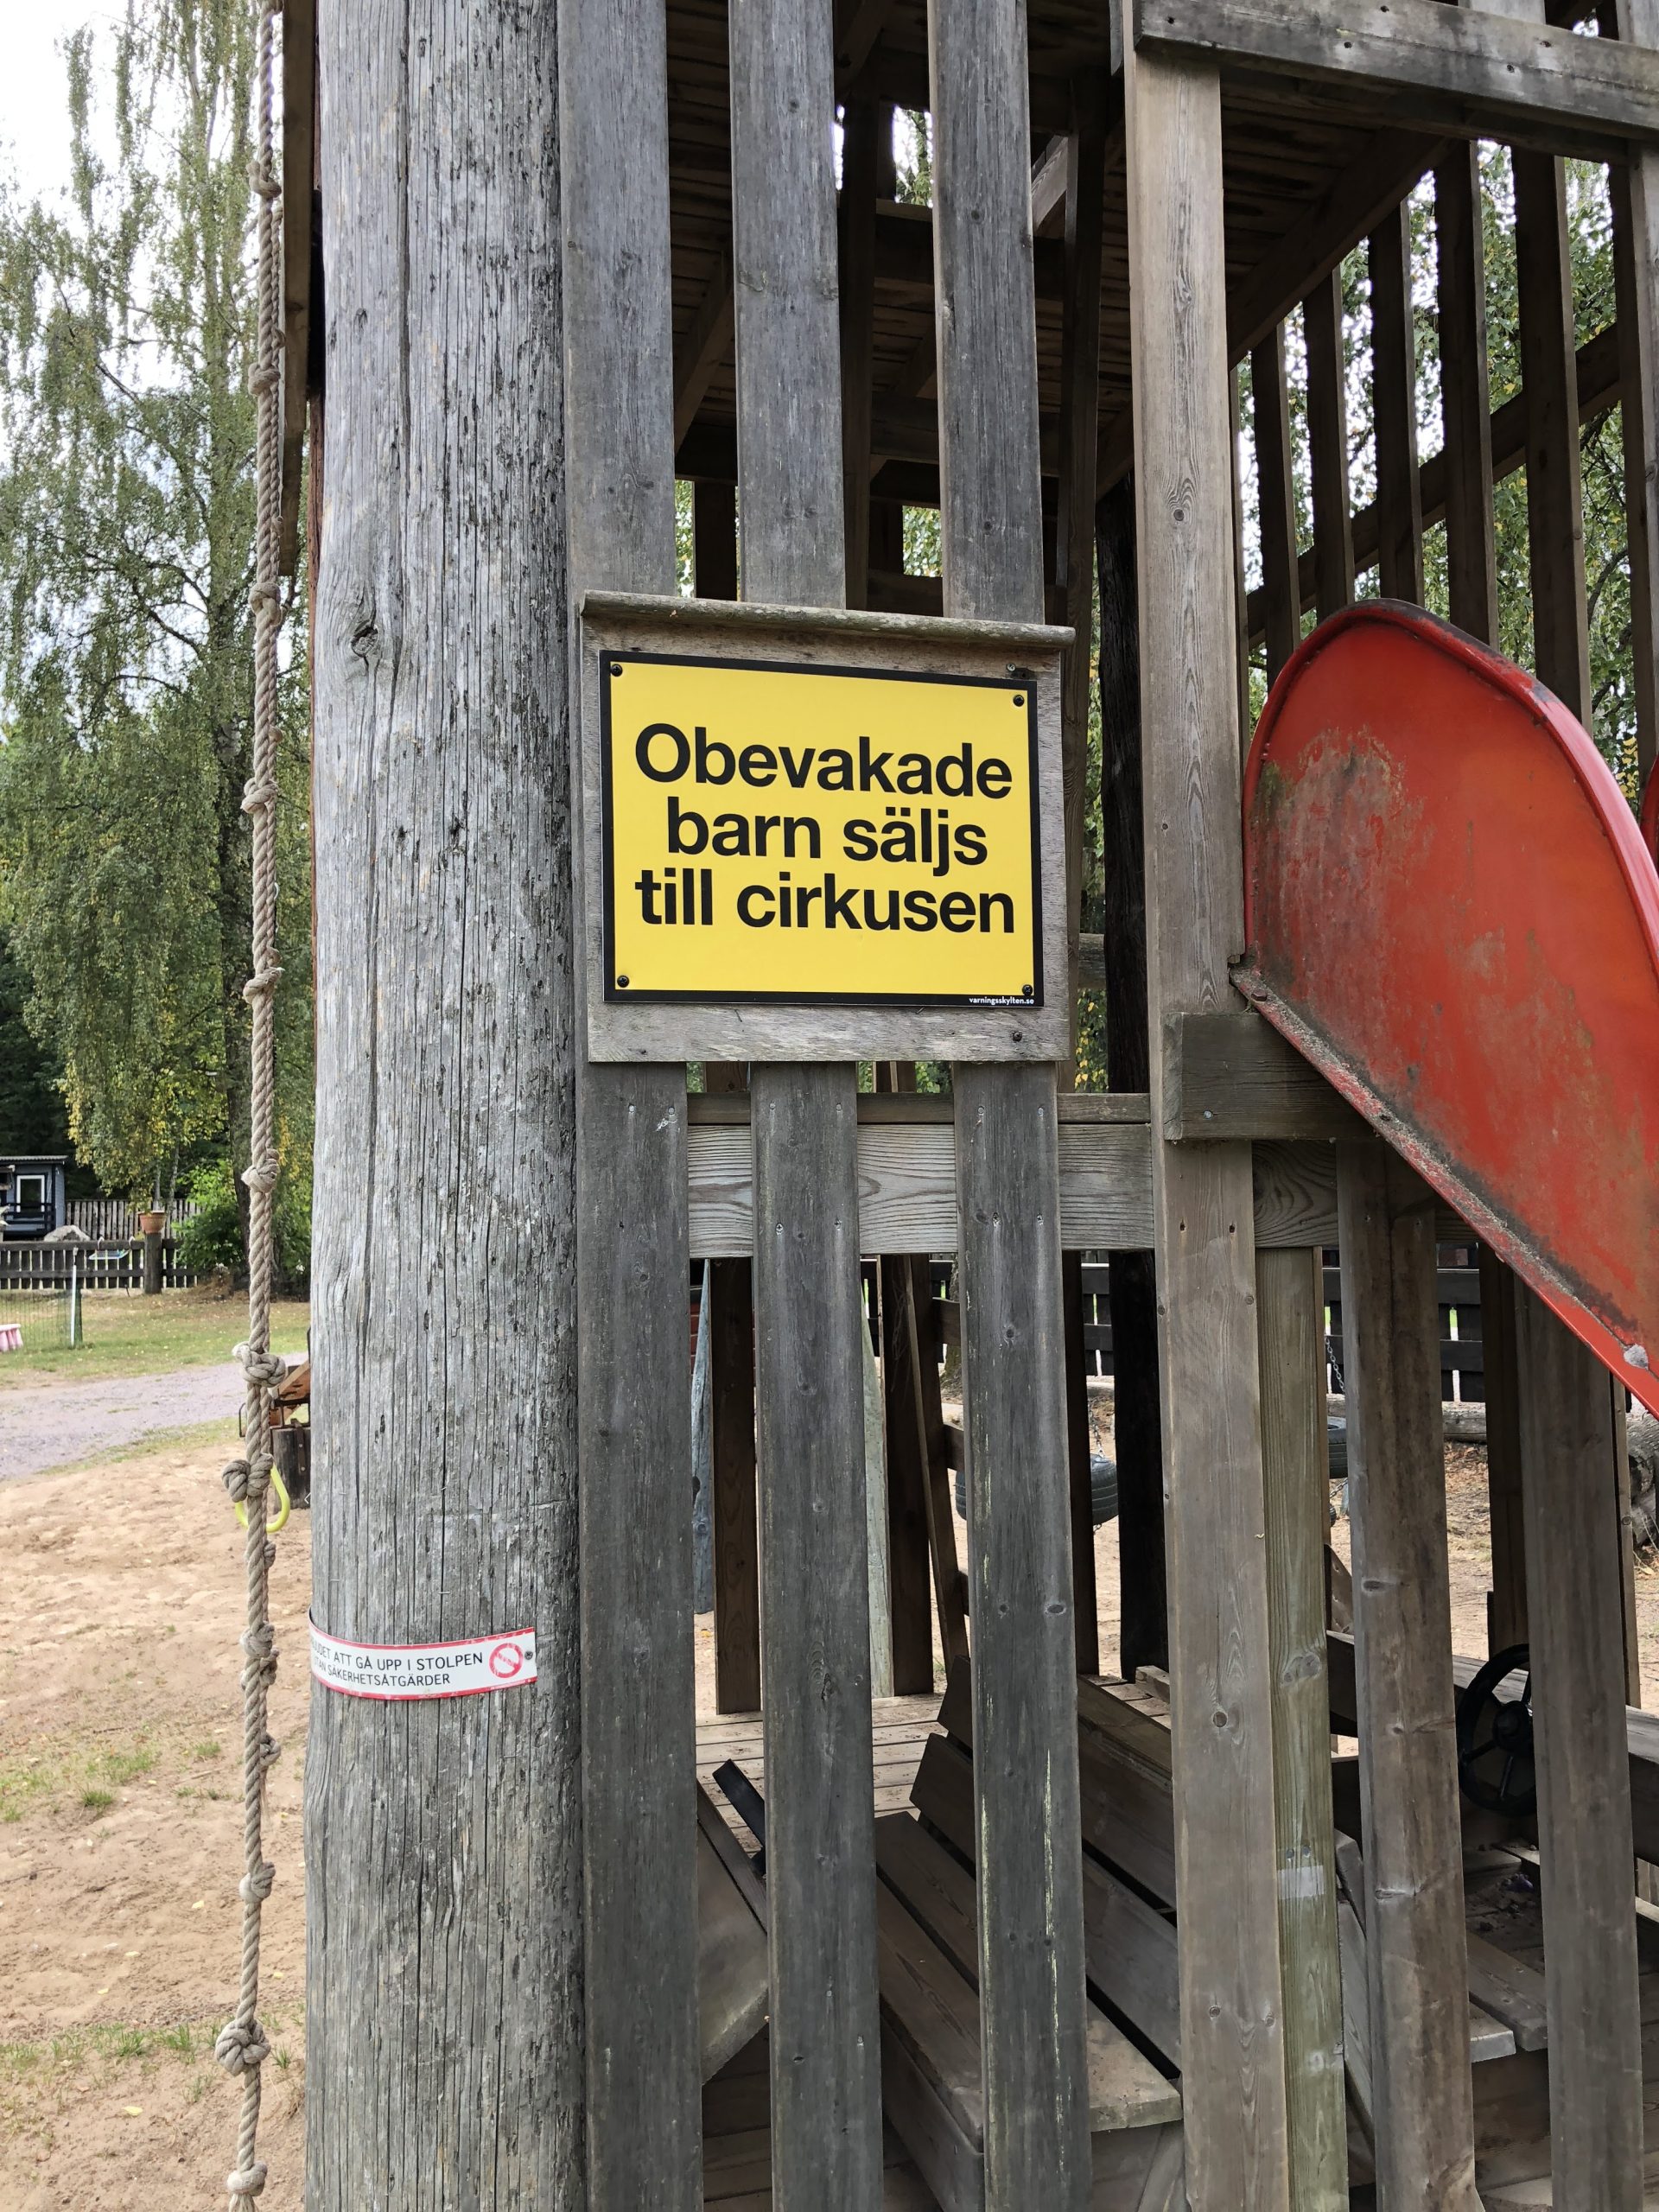 Obevakade
barn säljs
till cirkusen
varningsskylten.se
ATT GÅ UPP I STOLPEN
SÄKERHETSÅTGÄRDER